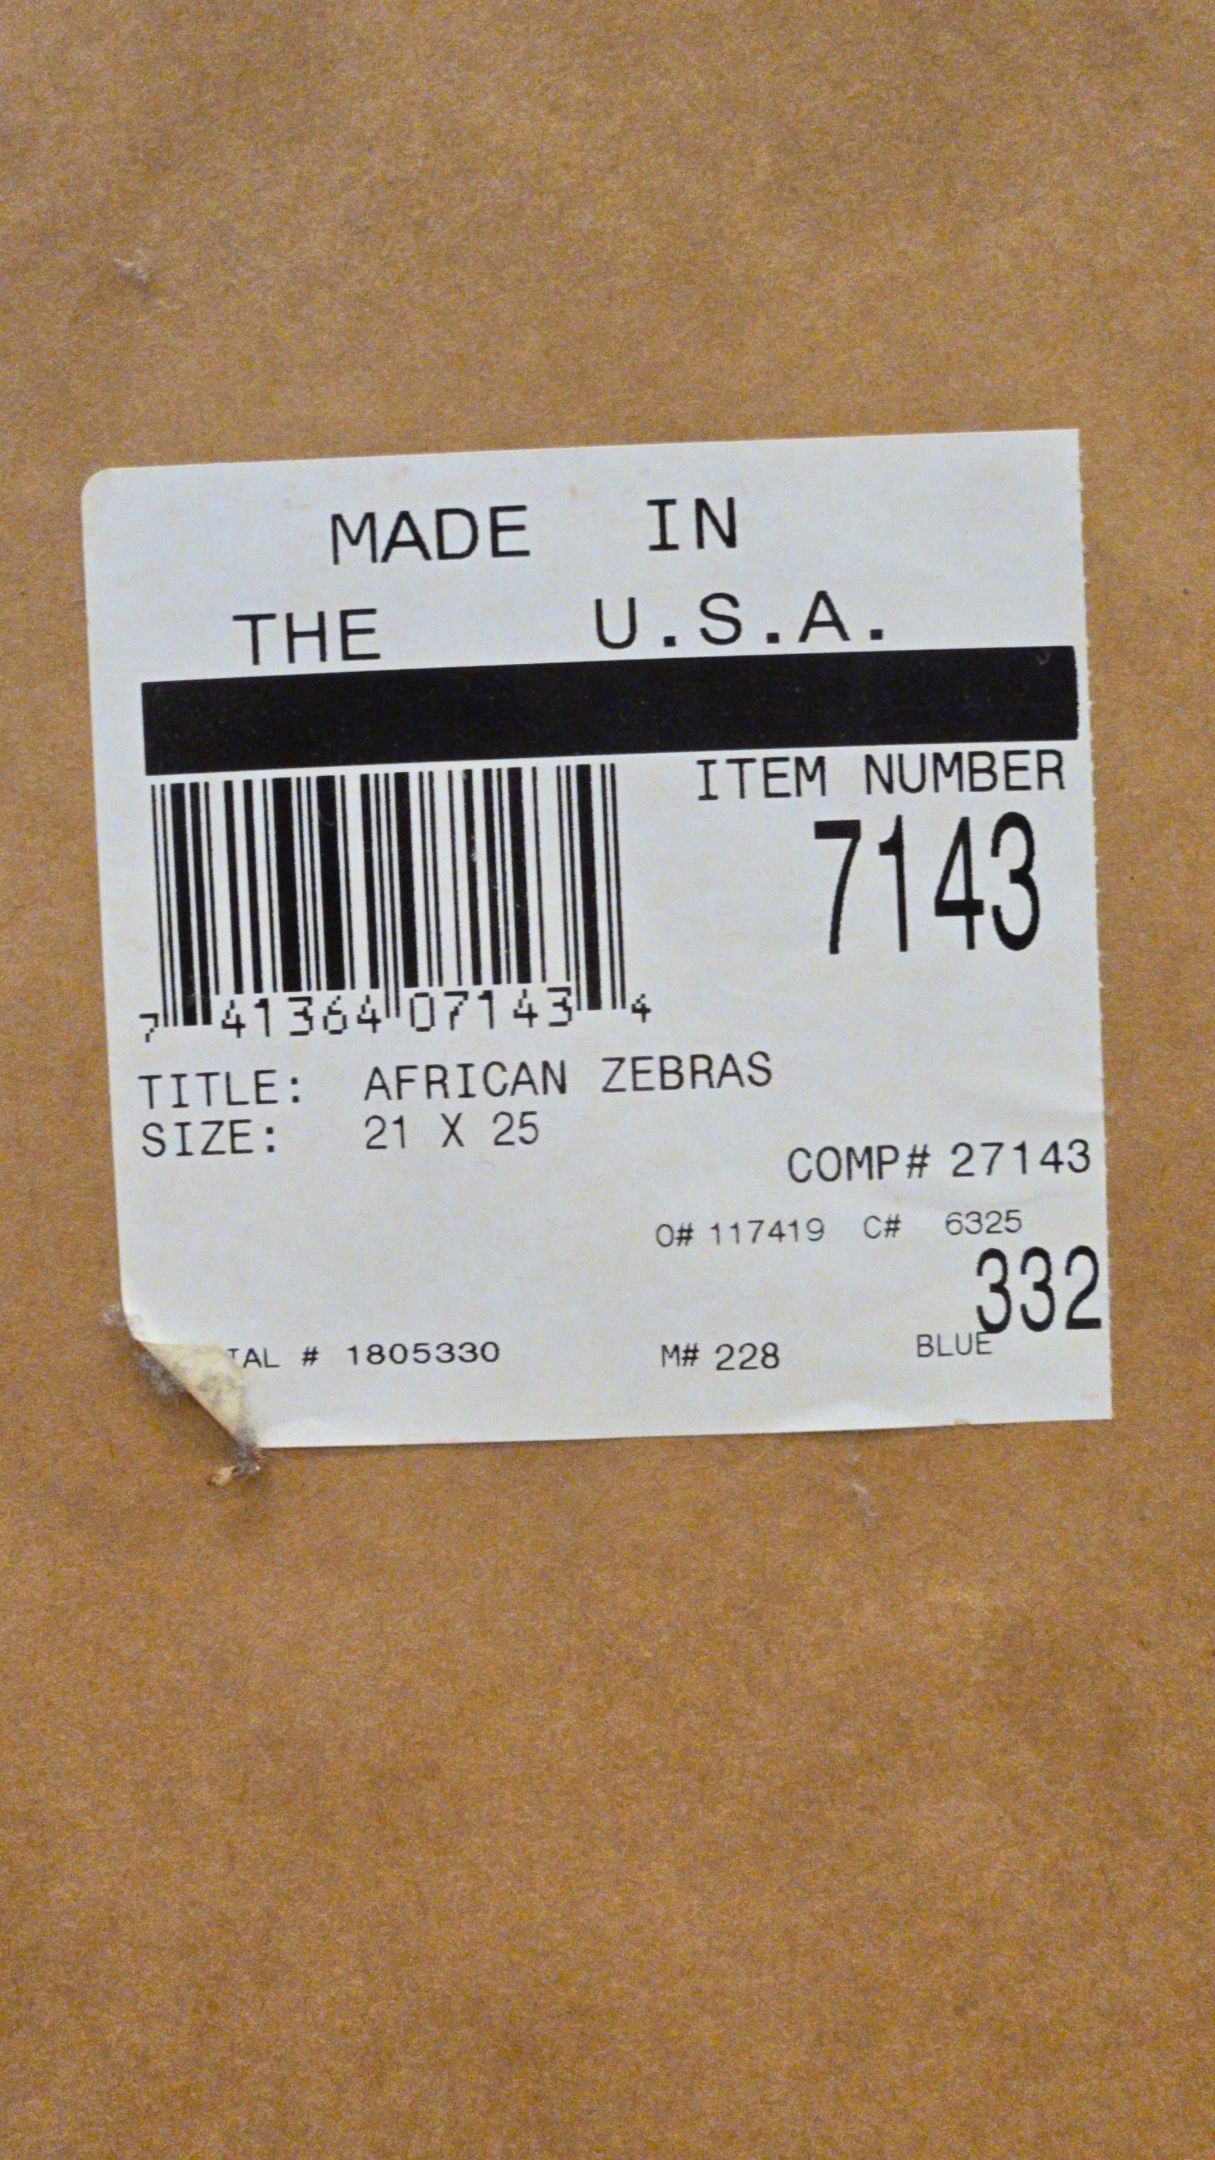 MADE IN
THE U.S.A.
ITEM NUMBER
7143
7 41364 07143 4
TITLE: AFRICAN ZEBRAS
SIZE: 21 X 25
COMP# 27143
O# 117419 C# 6325
332
# 1805330 M# 228 BLUE